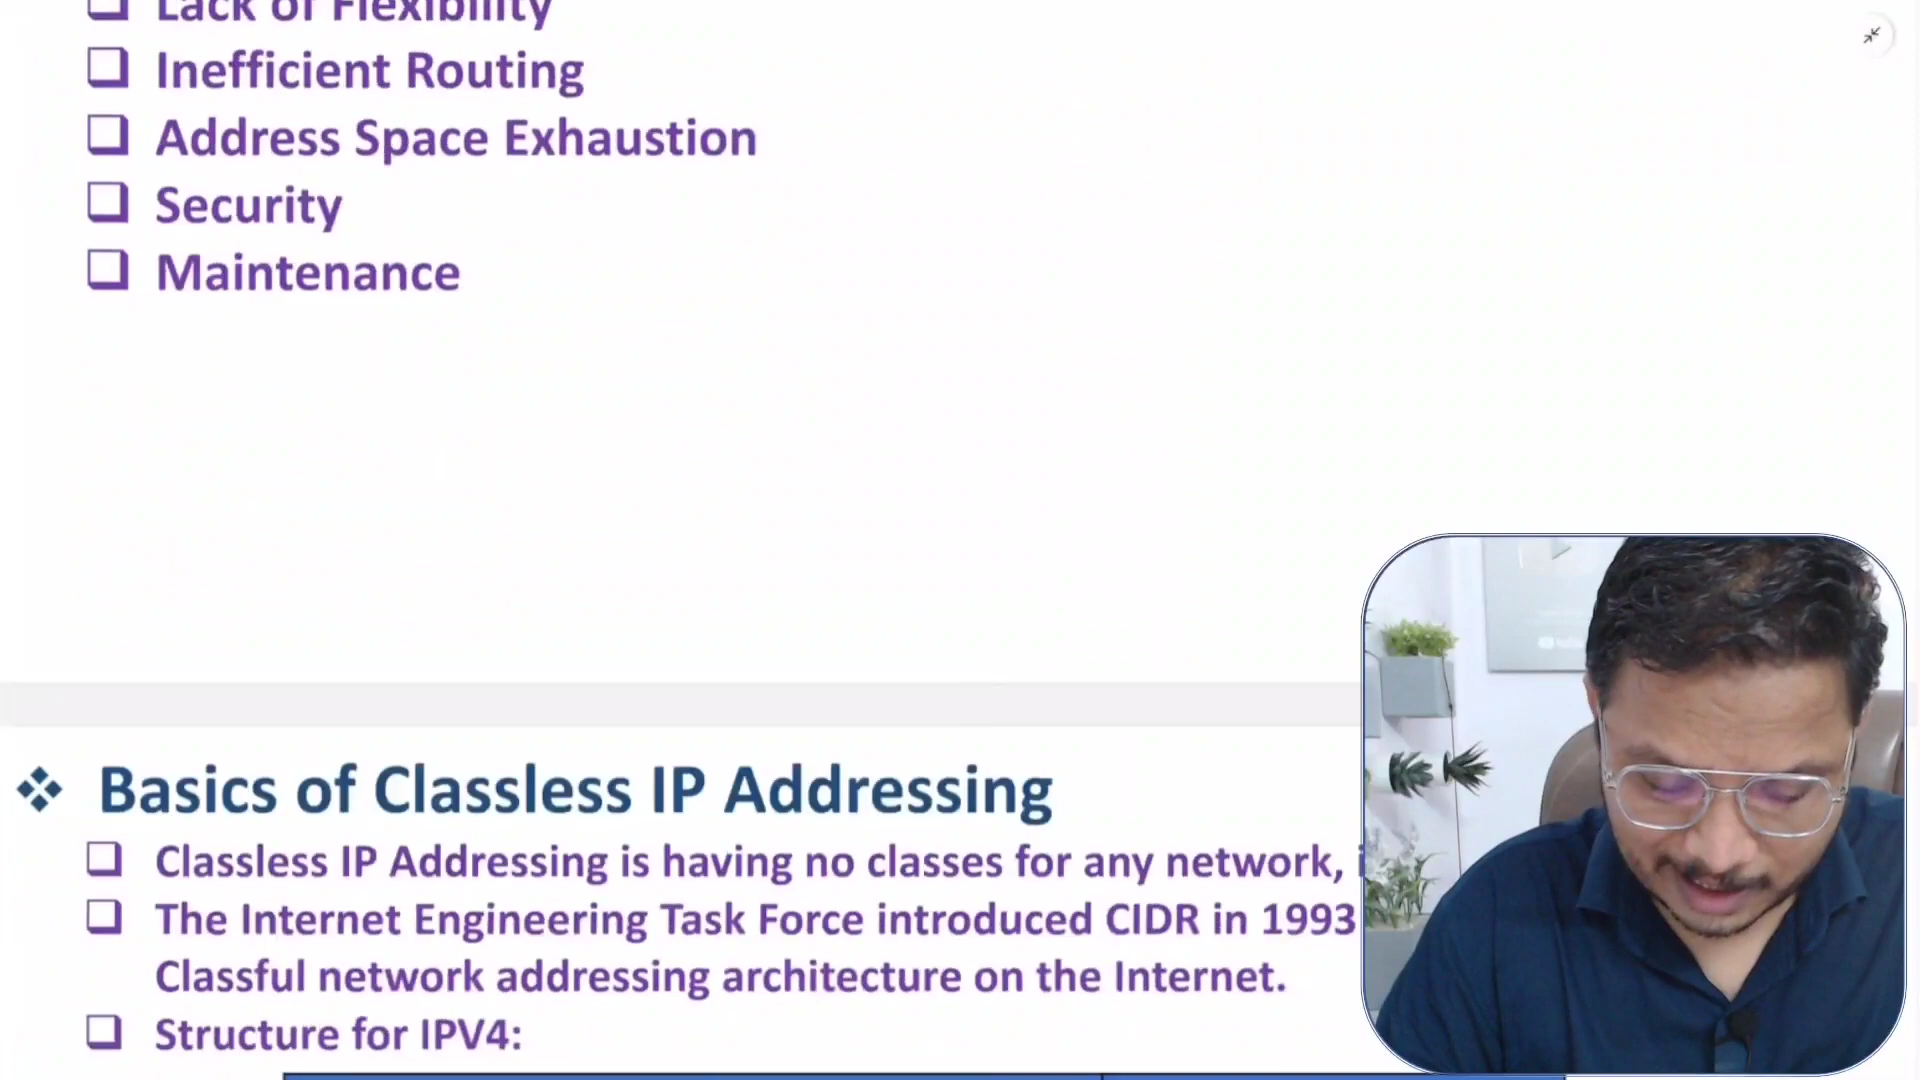 Lack of Flexibility
Inefficient Routing
Address Space Exhaustion
Security
Maintenance
Basics of Classless IP Addressing
Classless IP Addressing is having no classes for any network,
The Internet Engineering Task Force introduced CIDR in 1993
Classful network addressing architecture on the Internet.
Structure for IPV4: